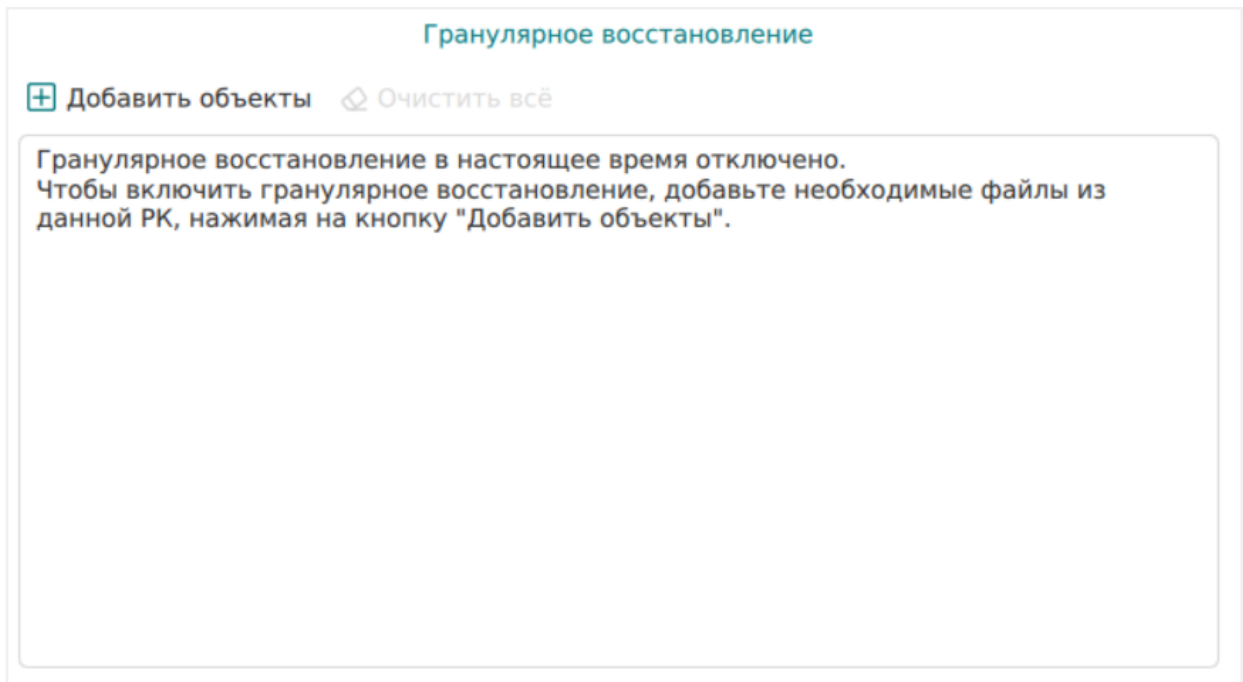 Гранулярное восстановление
Добавить объекты Очистить всё
Гранулярное восстановление в настоящее время отключено.
Чтобы включить гранулярное восстановление, добавьте необходимые файлы из
данной РК, нажимая на кнопку "Добавить объекты".